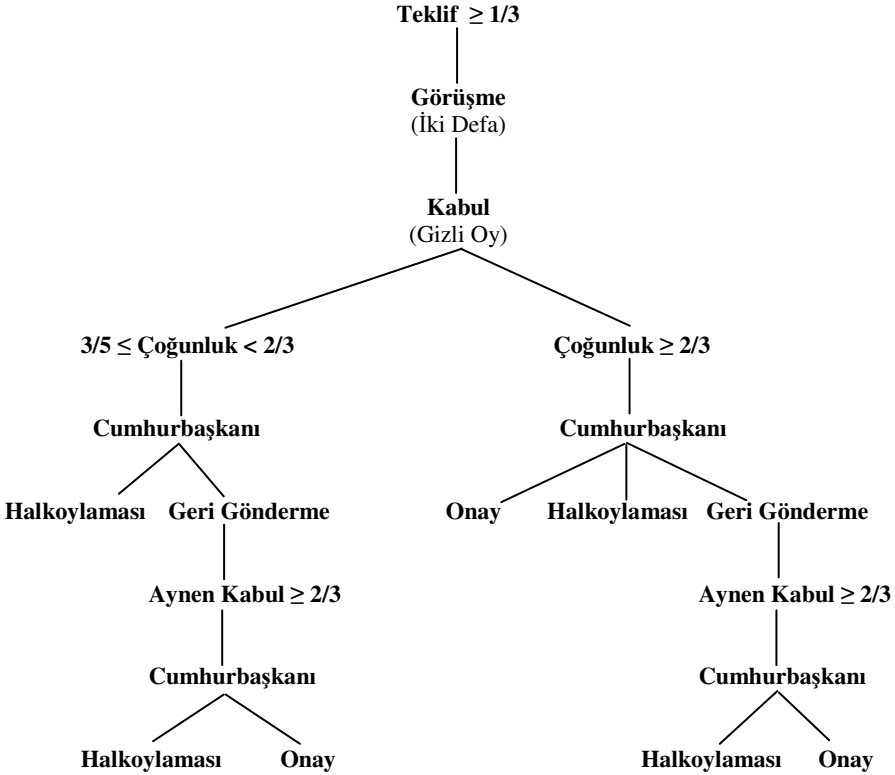 Teklif ≥ 1/3
Görüşme
(İki Defa)
Kabul
(Gizli Oy)
3/5 ≤ Çoğunluk < 2/3
Çoğunluk ≥ 2/3
Cumhurbaşkanı
Cumhurbaşkanı
Halkoylaması
Geri Gönderme
Onay
Halkoylaması
Geri Gönderme
Aynen Kabul ≥ 2/3
Aynen Kabul ≥ 2/3
Cumhurbaşkanı
Cumhurbaşkanı
Halkoylaması
Onay
Halkoylaması
Onay